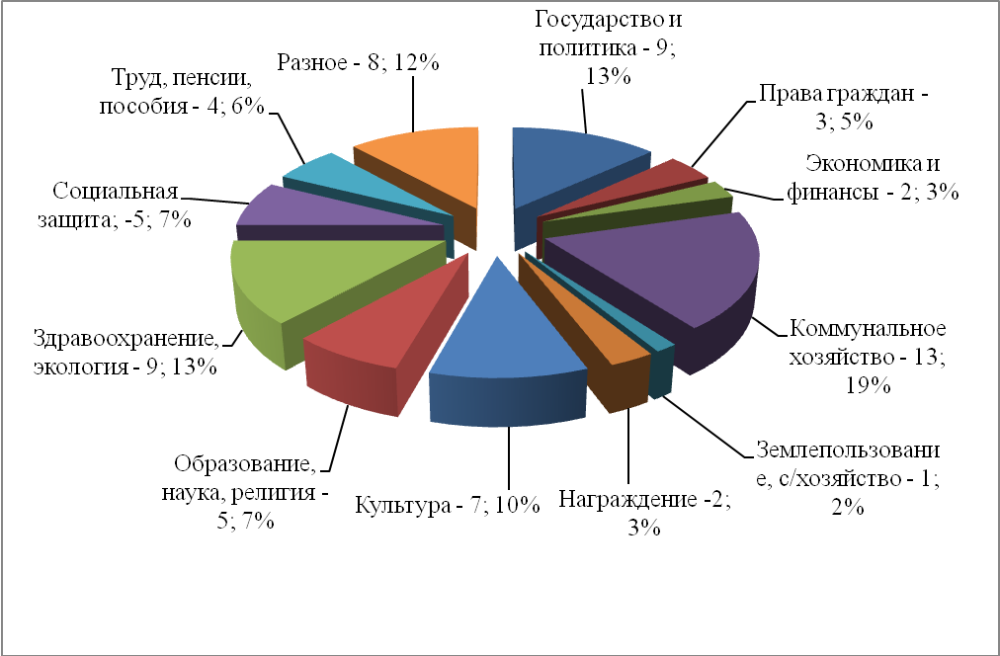 Государство и
политика - 9;
13%
Права граждан -
3; 5%
Экономика и
финансы - 2; 3%
Коммунальное
хозяйство - 13;
19%
Землепользовани
е, с/хозяйство - 1;
2%
Награждение -2;
3%
Культура - 7; 10%
Образование,
наука, религия -
5; 7%
Здравоохранение,
экология - 9; 13%
Социальная
защита; -5; 7%
Труд, пенсии,
пособия - 4; 6%
Разное - 8; 12%